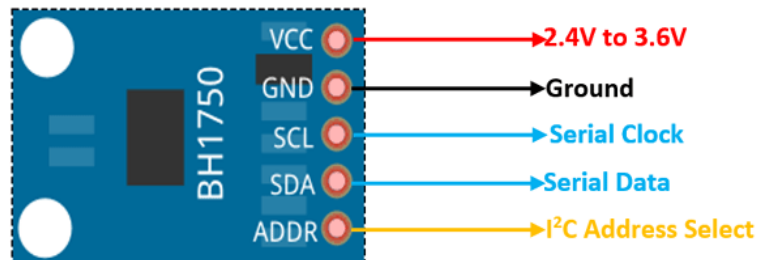 VCC 2.4V to 3.6V
GND Ground
SCL Serial Clock
SDA Serial Data
ADDR I²C Address Select
BH1750